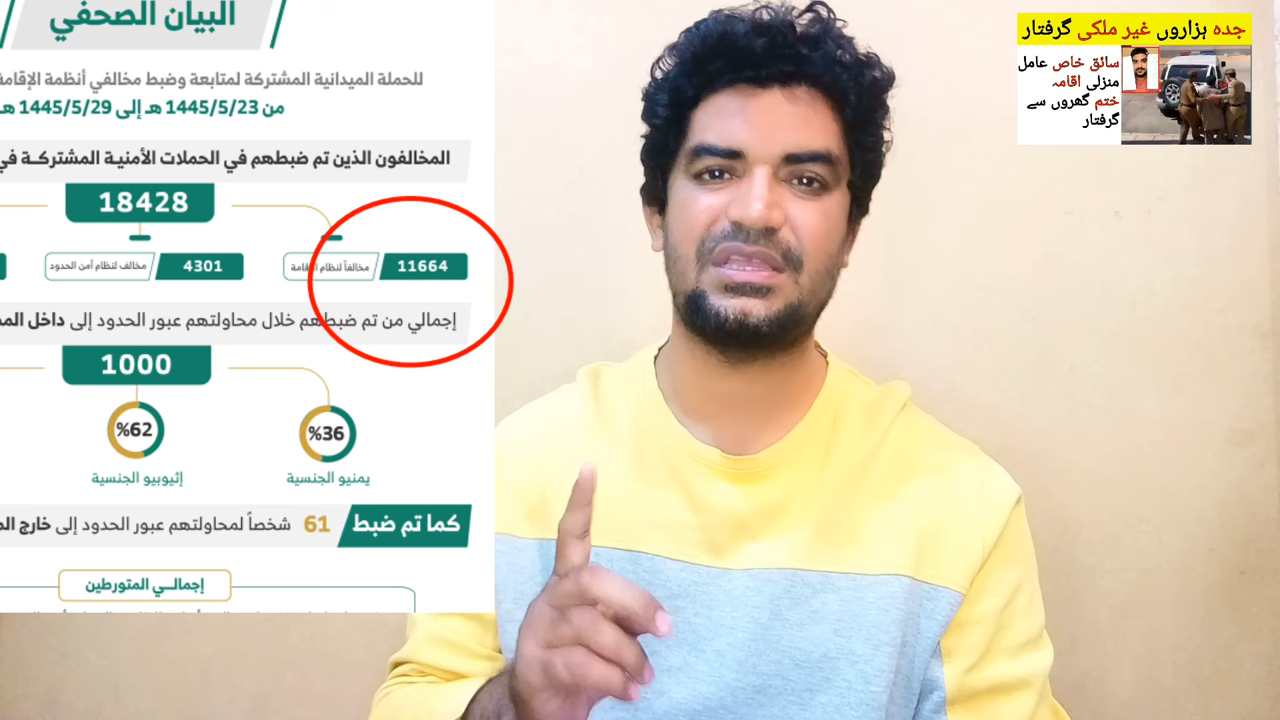 البيان الصحفي
للحملة الميدانية المشتركة لمتابعة وضبط مخالفي أنظمة الإقامة
من 1445/5/23 هـ إلى 1445/5/29 هـ
المخالفون الذين تم ضبطهم في الحملات الأمنية المشتركة في
18428
11664
مخالفاً لنظام الإقامة
4301
مخالف لنظام أمن الحدود
إجمالي من تم ضبطهم خلال محاولتهم عبور الحدود إلى داخل
1000
%36
يمنيو الجنسية
%62
إثيوبيو الجنسية
كما تم ضبط 61 شخصاً لمحاولتهم عبور الحدود إلى خارج
إجمالي المتورطين
جدہ ہزاروں غیر ملکی گرفتار
سائق خاص عامل
منزلی اقامہ
ختم گھروں سے
گرفتار